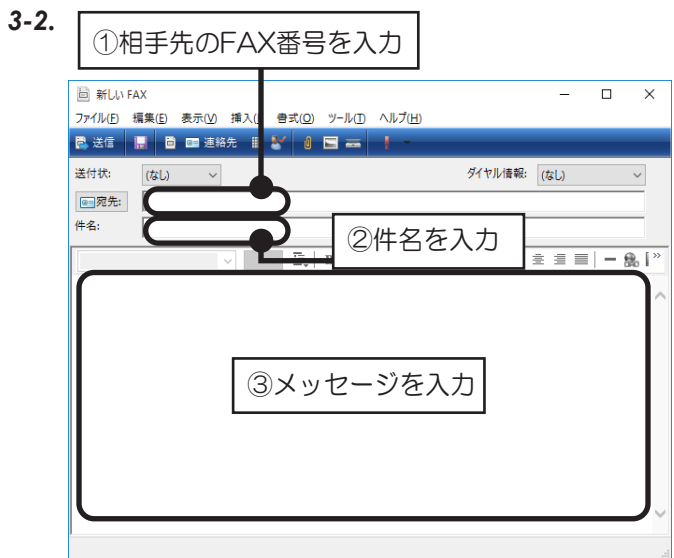 3-2.
①相手先のFAX番号を入力
新しい FAX
ファイル(F) 編集(E) 表示(V) 挿入( 書式(O) ツール(T) ヘルプ(H)
送信 連絡先
送付状: (なし) ダイヤル情報: (なし)
宛先:
件名:
②件名を入力
③メッセージを入力